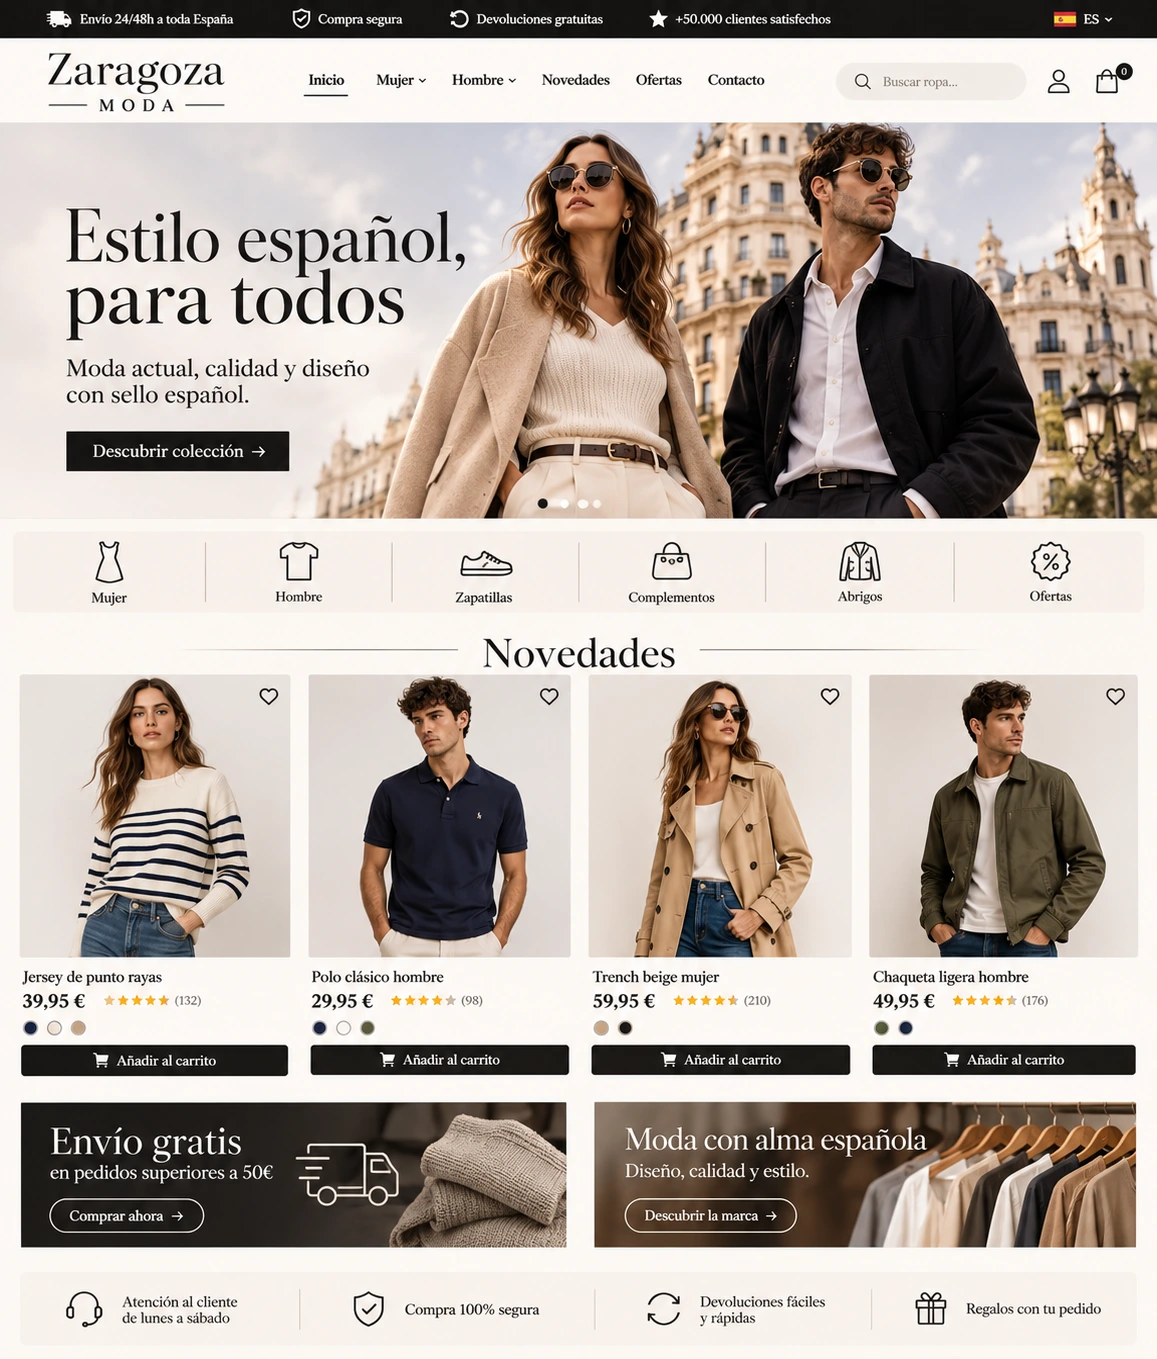 Envío 24/48h a toda España
Compra segura
Devoluciones gratuitas
+50.000 clientes satisfechos
ES
Zaragoza
MODA
Inicio
Mujer
Hombre
Novedades
Ofertas
Contacto
Buscar ropa...
0
Estilo español,
para todos
Moda actual, calidad y diseño
con sello español.
Descubrir colección →
Mujer
Hombre
Zapatillas
Complementos
Abrigos
Ofertas
Novedades
Jersey de punto rayas
39,95 €
(132)
Añadir al carrito
Polo clásico hombre
29,95 €
(98)
Añadir al carrito
Trench beige mujer
59,95 €
(210)
Añadir al carrito
Chaqueta ligera hombre
49,95 €
(176)
Añadir al carrito
Envío gratis
en pedidos superiores a 50€
Comprar ahora →
Moda con alma española
Diseño, calidad y estilo.
Descubrir la marca →
Atención al cliente
de lunes a sábado
Compra 100% segura
Devoluciones fáciles
y rápidas
Regalos con tu pedido